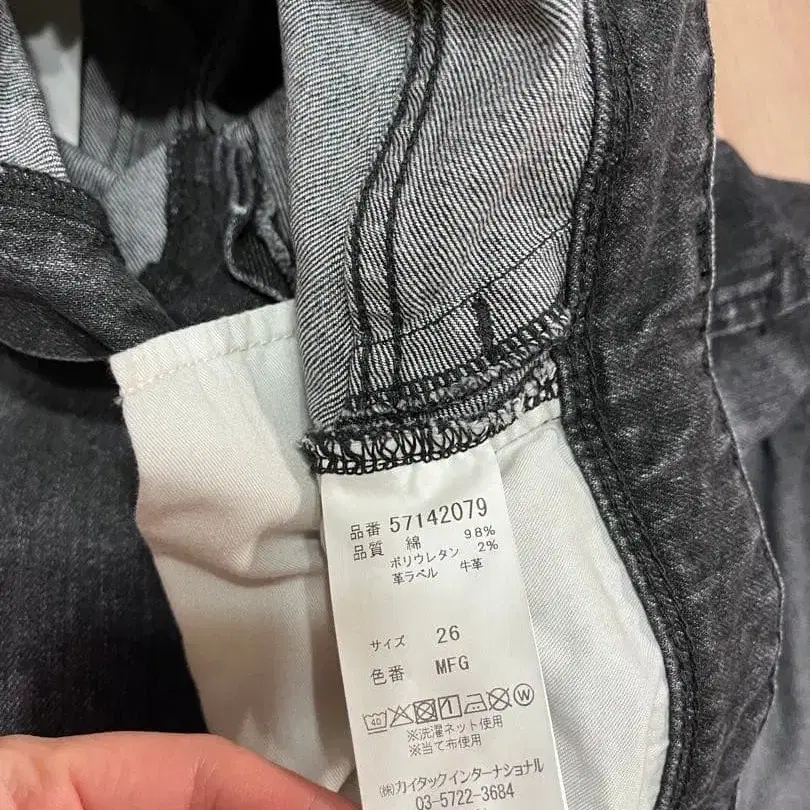 品番 57142079
品質 綿 98%
ポリウレタン 2%
革ラベル 牛革
サイズ 26
色番 MFG
40 W
※洗濯ネット使用
※当て布使用
㈱カイタックインターナショナル
03-5722-3684